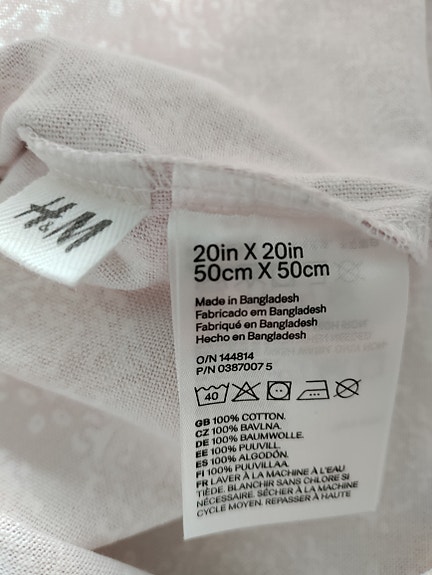 H&M
20in X 20in
50cm X 50cm
Made in Bangladesh
Fabricado em Bangladesh
Fabriqué en Bangladesh
Hecho en Bangladesh
O/N 144814
P/N 0387007 5
40
GB 100% COTTON.
CZ 100% BAVLNA.
DE 100% BAUMWOLLE.
EE 100% PUUVILL.
ES 100% ALGODÓN.
FI 100% PUUVILLAA.
FR LAVER À LA MACHINE À L'EAU
TIÈDE. BLANCHIR SANS CHLORE SI
NÉCESSAIRE. SÉCHER À LA MACHINE
CYCLE MOYEN. REPASSER À HAUTE